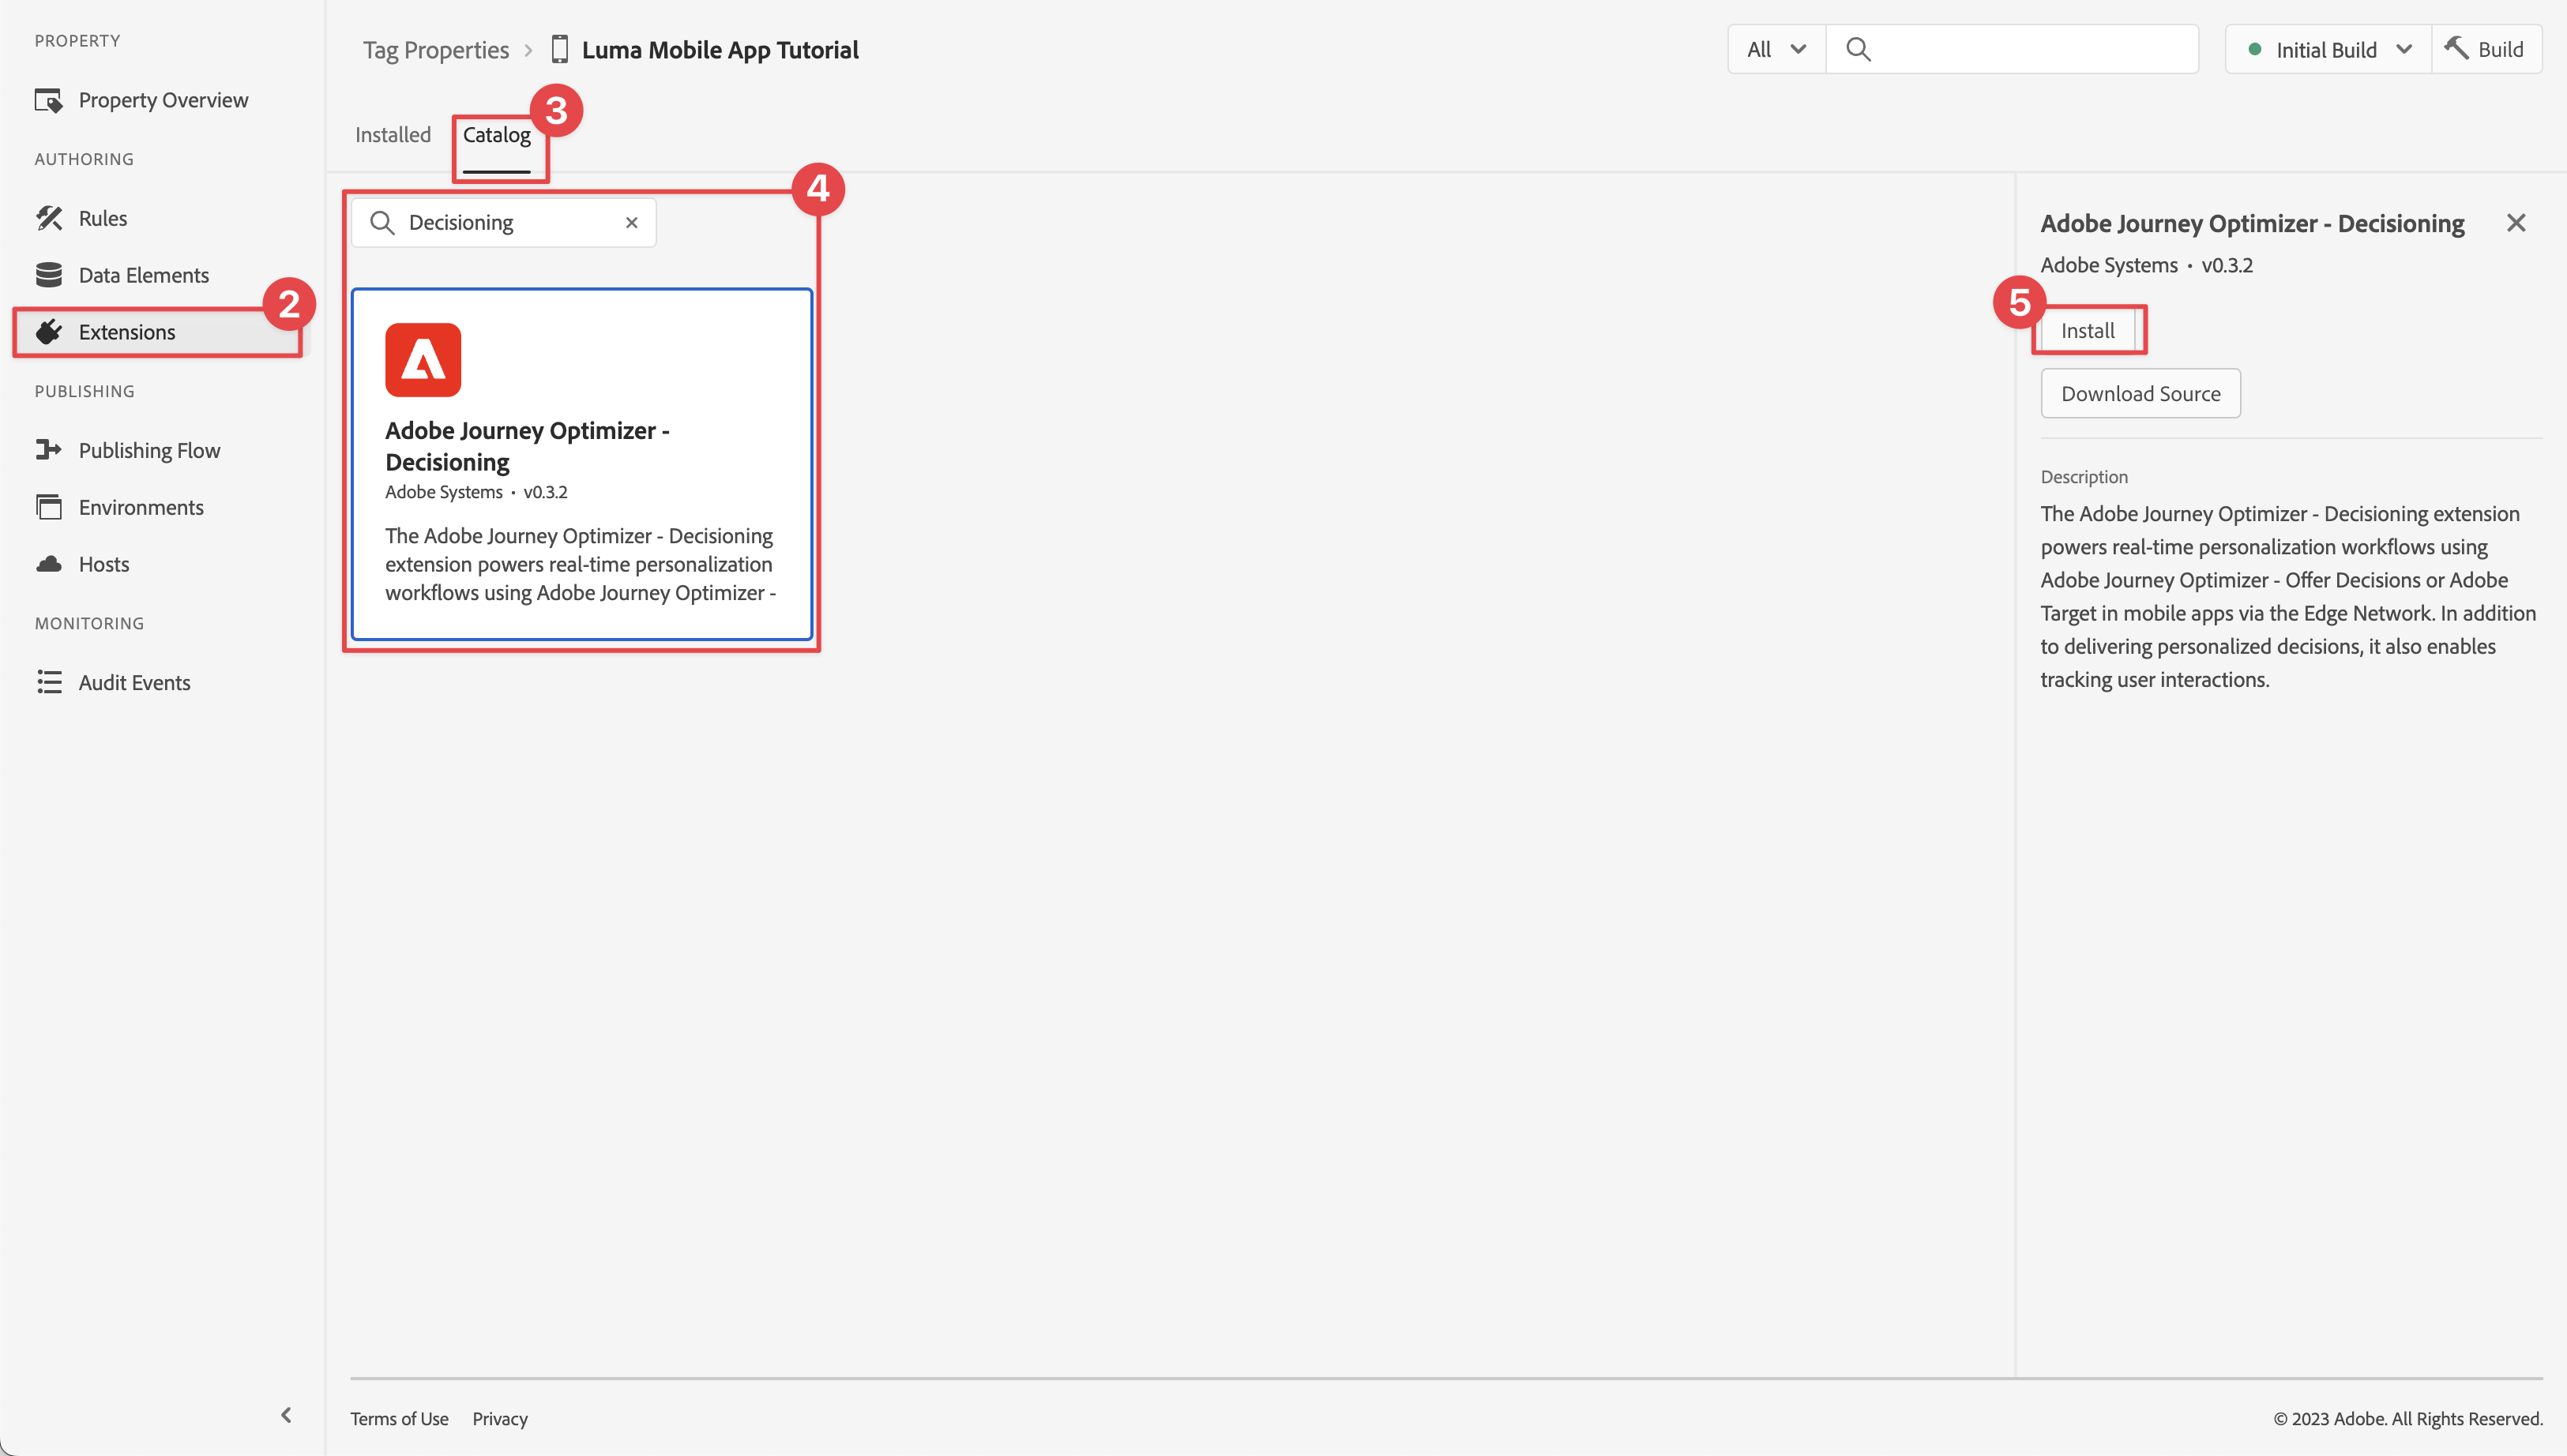 PROPERTY
Property Overview
AUTHORING
Rules
Data Elements
2
Extensions
PUBLISHING
Publishing Flow
Environments
Hosts
MONITORING
Audit Events
Tag Properties > Luma Mobile App Tutorial
All
Initial Build
Build
Installed
Catalog
3
4
Decisioning
Adobe Journey Optimizer -
Decisioning
Adobe Systems • v0.3.2
The Adobe Journey Optimizer - Decisioning
extension powers real-time personalization
workflows using Adobe Journey Optimizer -
Adobe Journey Optimizer - Decisioning
Adobe Systems • v0.3.2
5
Install
Download Source
Description
The Adobe Journey Optimizer - Decisioning extension
powers real-time personalization workflows using
Adobe Journey Optimizer - Offer Decisions or Adobe
Target in mobile apps via the Edge Network. In addition
to delivering personalized decisions, it also enables
tracking user interactions.
Terms of Use Privacy
© 2023 Adobe. All Rights Reserved.